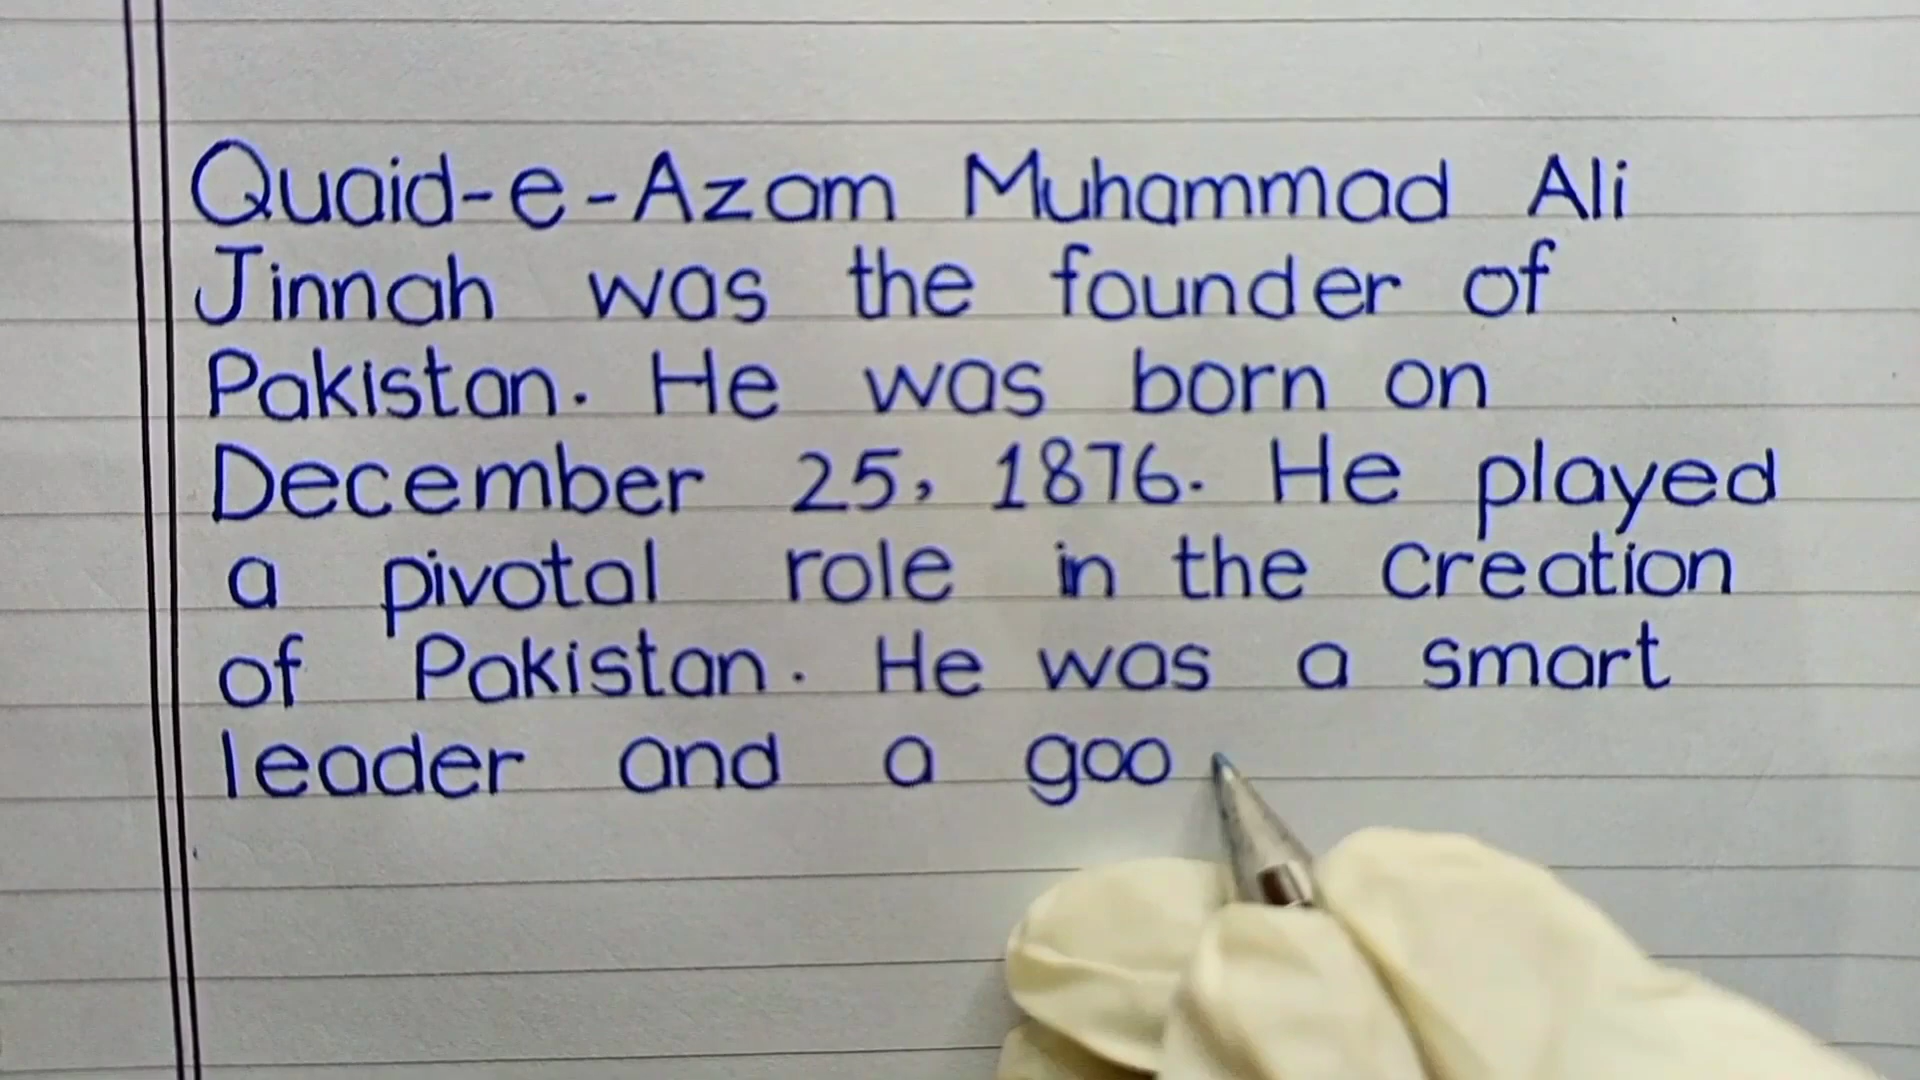 Quaid-e-Azam Muhammad Ali
Jinnah was the founder of
Pakistan. He was born on
December 25, 1876. He played
a pivotal role in the creation
of Pakistan. He was a smart
leader and a goo